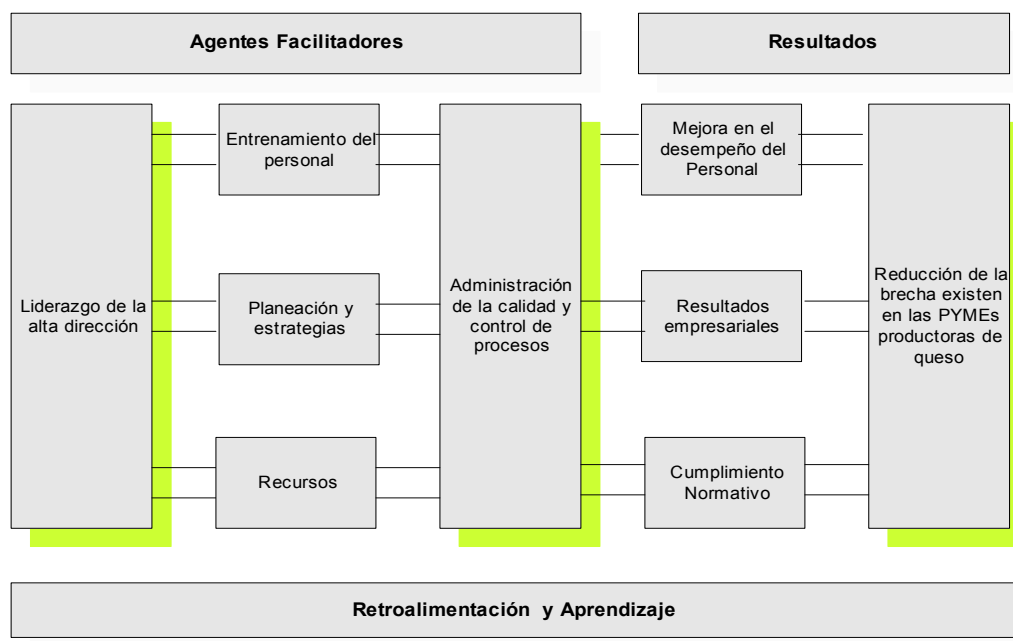 Agentes Facilitadores
Resultados
Liderazgo de la
alta dirección
Entrenamiento del
personal
Planeación y
estrategias
Recursos
Administración
de la calidad y
control de
procesos
Mejora en el
desempeño del
Personal
Resultados
empresariales
Cumplimiento
Normativo
Reducción de la
brecha existen
en las PYMEs
productoras de
queso
Retroalimentación y Aprendizaje